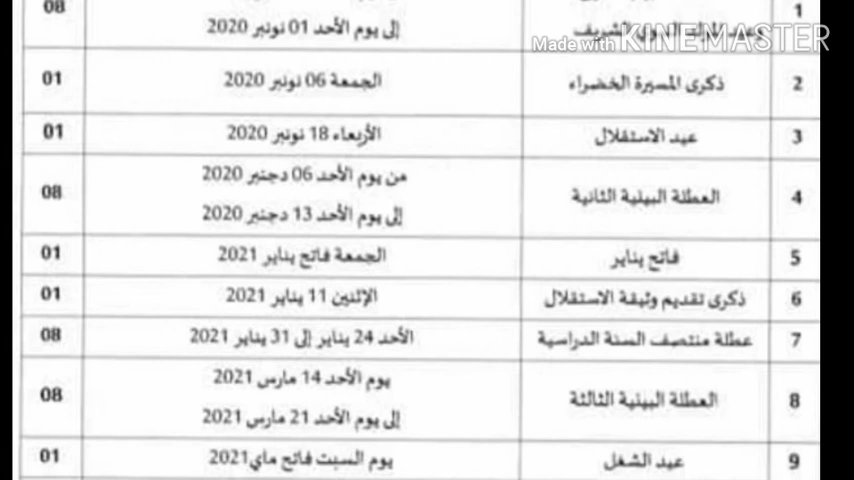 08
1
إلى يوم الأحد 01 نونبر 2020
وعيد المولد النبوي الشريف
Made with KINEMASTER
2 ذكرى المسيرة الخضراء الجمعة 06 نونبر 2020 01
3 عيد الاستقلال الأربعاء 18 نونبر 2020 01
4 العطلة البينية الثانية من يوم الأحد 06 دجنبر 2020 08
إلى يوم الأحد 13 دجنبر 2020
5 فاتح يناير الجمعة فاتح يناير 2021 01
6 ذكرى تقديم وثيقة الاستقلال الإثنين 11 يناير 2021 01
7 عطلة منتصف السنة الدراسية الأحد 24 يناير إلى 31 يناير 2021 08
8 العطلة البينية الثالثة يوم الأحد 14 مارس 2021 08
إلى يوم الأحد 21 مارس 2021
9 عيد الشغل يوم السبت فاتح ماي2021 01